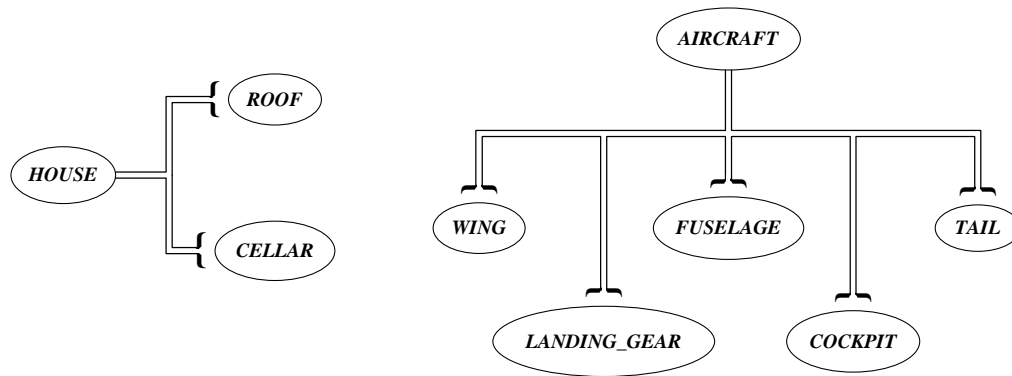 HOUSE
ROOF
CELLAR
AIRCRAFT
WING
FUSELAGE
TAIL
LANDING_GEAR
COCKPIT